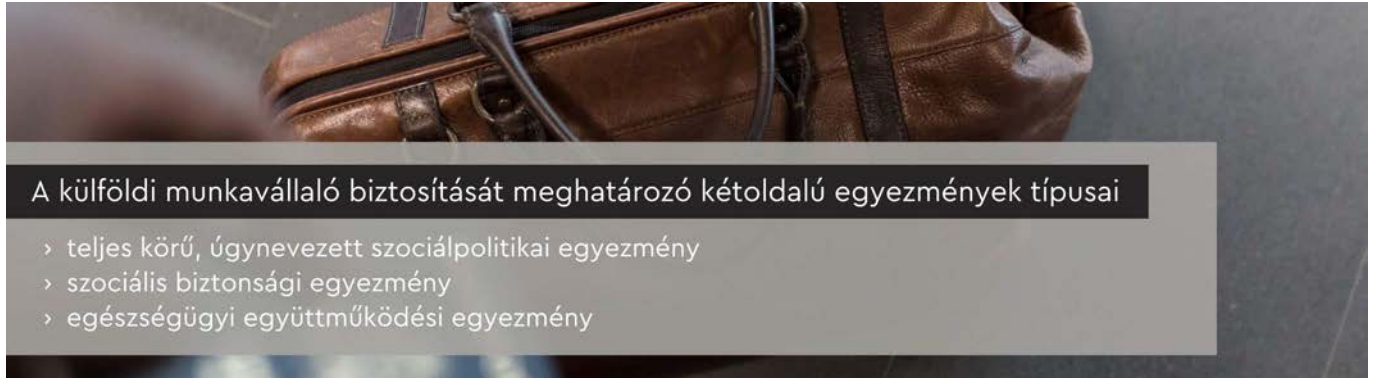 A külföldi munkavállaló biztosítását meghatározó kétoldalú egyezmények típusai
› teljes körű, úgynevezett szociálpolitikai egyezmény
› szociális biztonsági egyezmény
› egészségügyi együttműködési egyezmény